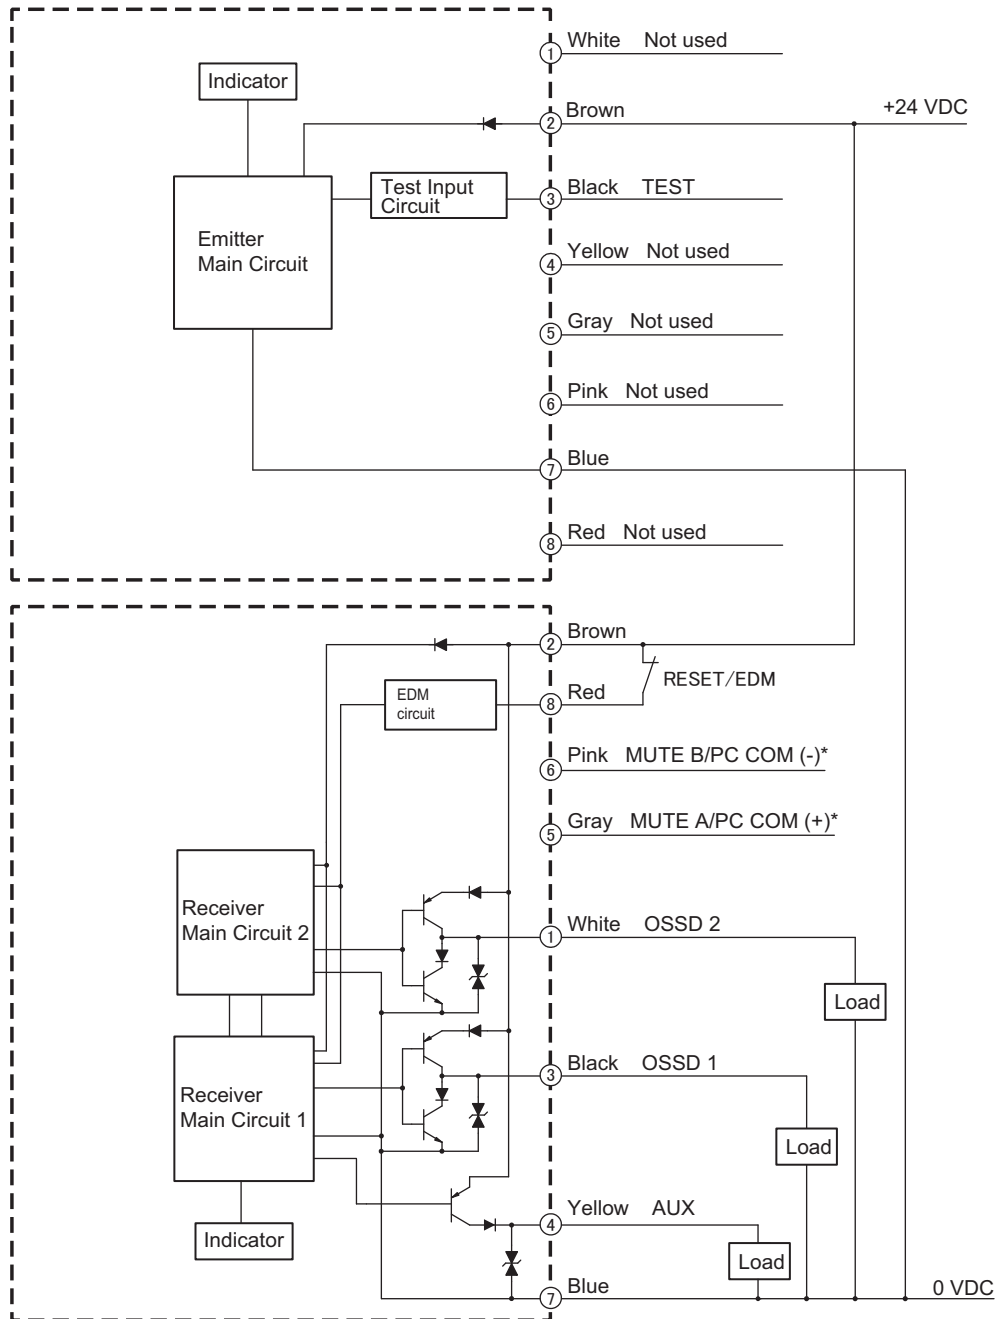 ① White Not used
Indicator
② Brown
+24 VDC
Test Input
Circuit
③ Black TEST
Emitter
Main Circuit
④ Yellow Not used
⑤ Gray Not used
⑥ Pink Not used
⑦ Blue
⑧ Red Not used
② Brown
RESET/EDM
EDM
circuit
⑧ Red
⑥ Pink MUTE B/PC COM (-)*
⑤ Gray MUTE A/PC COM (+)*
Receiver
Main Circuit 2
① White OSSD 2
Load
③ Black OSSD 1
Receiver
Main Circuit 1
Load
④ Yellow AUX
Indicator
Load
⑦ Blue
0 VDC